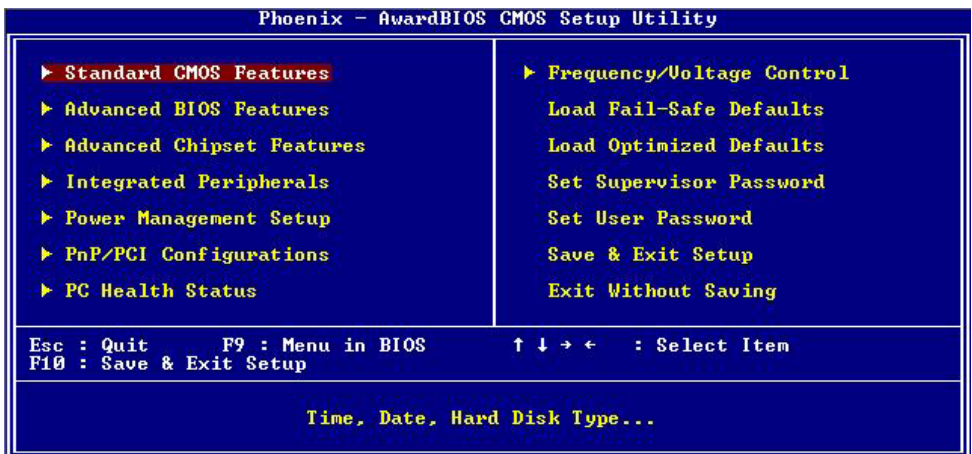 Phoenix - AwardBIOS CMOS Setup Utility
Standard CMOS Features
Advanced BIOS Features
Advanced Chipset Features
Integrated Peripherals
Power Management Setup
PnP/PCI Configurations
PC Health Status
Frequency/Voltage Control
Load Fail-Safe Defaults
Load Optimized Defaults
Set Supervisor Password
Set User Password
Save & Exit Setup
Exit Without Saving
Esc : Quit F9 : Menu in BIOS ↑ ↓ → ← : Select Item
F10 : Save & Exit Setup
Time, Date, Hard Disk Type...